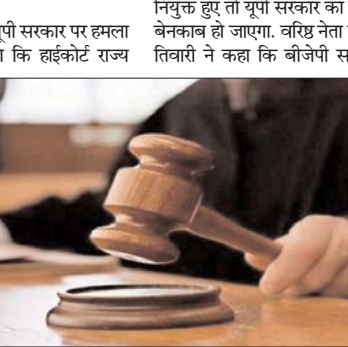 यूपी सरकार पर हमला
कि हाईकोर्ट राज्य
नियुक्त हुए तो यूपी सरकार का
बेनकाब हो जाएगा. वरिष्ठ नेता
तिवारी ने कहा कि बीजेपी स